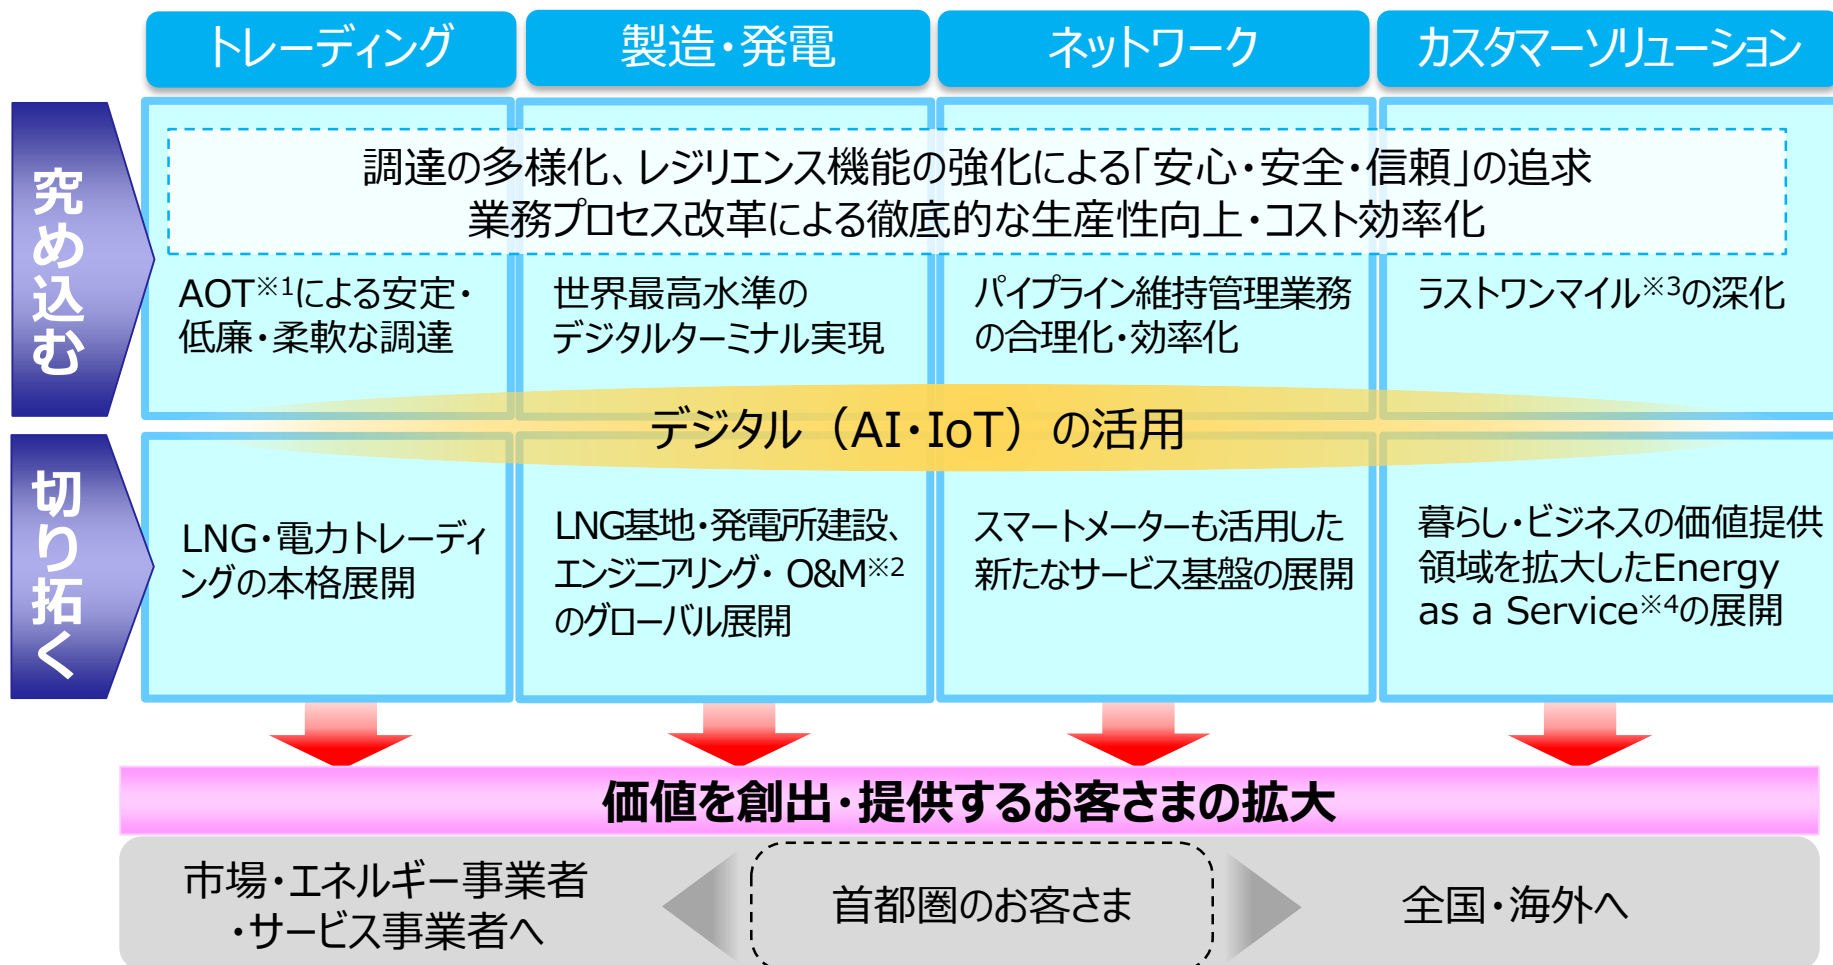 トレーディング
製造・発電
ネットワーク
カスタマーソリューション
究め込む
調達の多様化、レジリエンス機能の強化による「安心・安全・信頼」の追求
業務プロセス改革による徹底的な生産性向上・コスト効率化
AOT※1による安定・
低廉・柔軟な調達
世界最高水準の
デジタルターミナル実現
パイプライン維持管理業務
の合理化・効率化
ラストワンマイル※3の深化
デジタル（AI・IoT）の活用
切り拓く
LNG・電力トレーディ
ングの本格展開
LNG基地・発電所建設、
エンジニアリング・ O&M※2
のグローバル展開
スマートメーターも活用した
新たなサービス基盤の展開
暮らし・ビジネスの価値提供
領域を拡大したEnergy
as a Service※4の展開
価値を創出・提供するお客さまの拡大
市場・エネルギー事業者
・サービス事業者へ
首都圏のお客さま
全国・海外へ